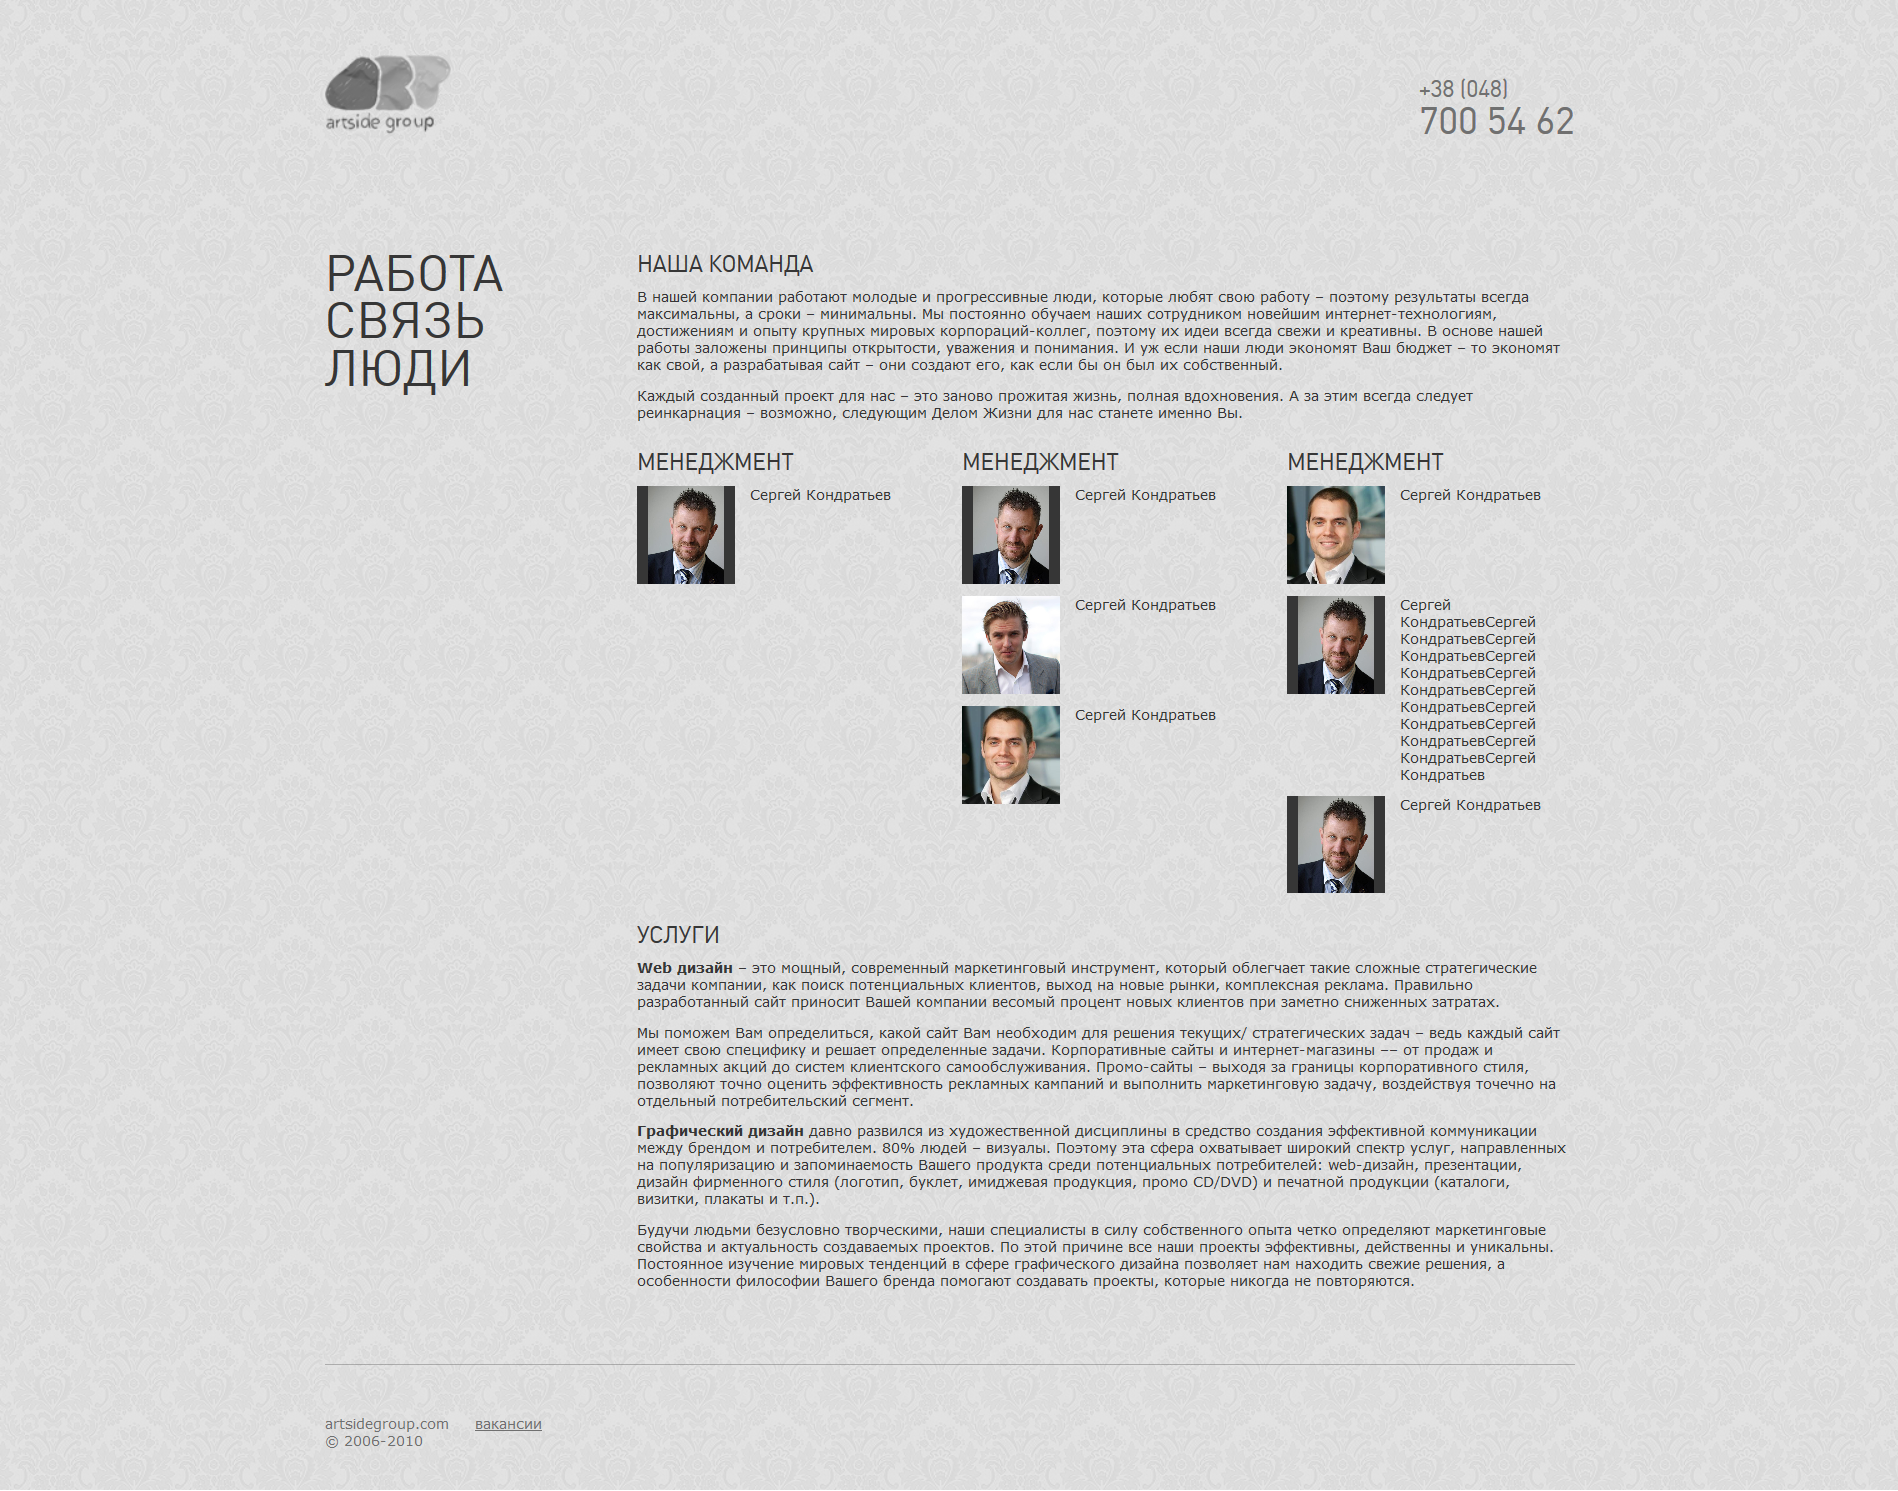 ART
artside group
+38 (048)
700 54 62
РАБОТА
СВЯЗЬ
ЛЮДИ
НАША КОМАНДА
В нашей компании работают молодые и прогрессивные люди, которые любят свою работу – поэтому результаты всегда
максимальны, а сроки – минимальны. Мы постоянно обучаем наших сотрудником новейшим интернет-технологиям,
достижениям и опыту крупных мировых корпораций-коллег, поэтому их идеи всегда свежи и креативны. В основе нашей
работы заложены принципы открытости, уважения и понимания. И уж если наши люди экономят Ваш бюджет – то экономят
как свой, а разрабатывая сайт – они создают его, как если бы он был их собственный.
Каждый созданный проект для нас – это заново прожитая жизнь, полная вдохновения. А за этим всегда следует
реинкарнация – возможно, следующим Делом Жизни для нас станете именно Вы.
МЕНЕДЖМЕНТ
Сергей Кондратьев
МЕНЕДЖМЕНТ
Сергей Кондратьев
Сергей Кондратьев
Сергей Кондратьев
МЕНЕДЖМЕНТ
Сергей Кондратьев
Сергей
КондратьевСергей
КондратьевСергей
КондратьевСергей
КондратьевСергей
КондратьевСергей
КондратьевСергей
КондратьевСергей
КондратьевСергей
КондратьевСергей
Кондратьев
Сергей Кондратьев
УСЛУГИ
Web дизайн – это мощный, современный маркетинговый инструмент, который облегчает такие сложные стратегические
задачи компании, как поиск потенциальных клиентов, выход на новые рынки, комплексная реклама. Правильно
разработанный сайт приносит Вашей компании весомый процент новых клиентов при заметно сниженных затратах.
Мы поможем Вам определиться, какой сайт Вам необходим для решения текущих/ стратегических задач – ведь каждый сайт
имеет свою специфику и решает определенные задачи. Корпоративные сайты и интернет-магазины –– от продаж и
рекламных акций до систем клиентского самообслуживания. Промо-сайты – выходя за границы корпоративного стиля,
позволяют точно оценить эффективность рекламных кампаний и выполнить маркетинговую задачу, воздействуя точечно на
отдельный потребительский сегмент.
Графический дизайн давно развился из художественной дисциплины в средство создания эффективной коммуникации
между брендом и потребителем. 80% людей – визуалы. Поэтому эта сфера охватывает широкий спектр услуг, направленных
на популяризацию и запоминаемость Вашего продукта среди потенциальных потребителей: web-дизайн, презентации,
дизайн фирменного стиля (логотип, буклет, имиджевая продукция, промо CD/DVD) и печатной продукции (каталоги,
визитки, плакаты и т.п.).
Будучи людьми безусловно творческими, наши специалисты в силу собственного опыта четко определяют маркетинговые
свойства и актуальность создаваемых проектов. По этой причине все наши проекты эффективны, действенны и уникальны.
Постоянное изучение мировых тенденций в сфере графического дизайна позволяет нам находить свежие решения, а
особенности философии Вашего бренда помогают создавать проекты, которые никогда не повторяются.
artsidegroup.com вакансии
© 2006-2010